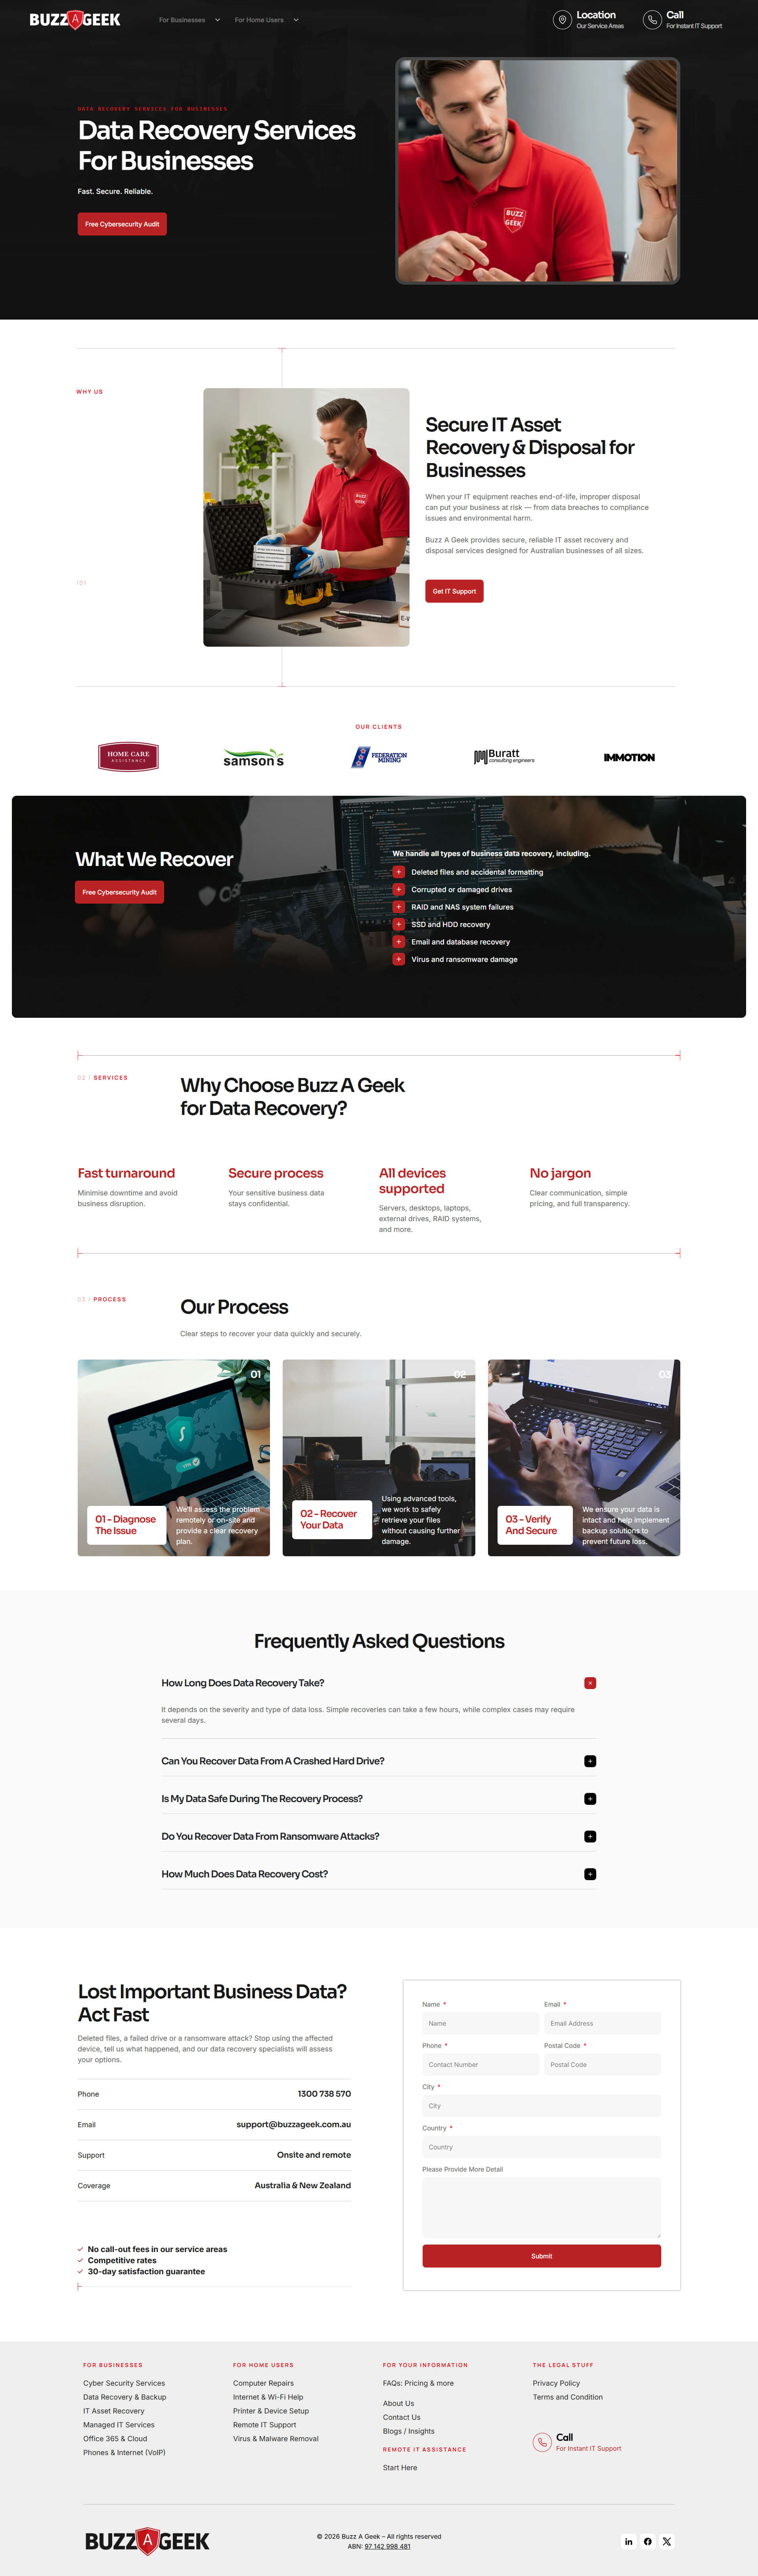 BUZZ A GEEK
For Businesses
For Home Users
Location
Our Service Areas
Call
For Instant IT Support
DATA RECOVERY SERVICES FOR BUSINESSES
Data Recovery Services
For Businesses
Fast. Secure. Reliable.
Free Cybersecurity Audit
BUZZ
GEEK
WHY US
BUZZ
GEEK
Secure IT Asset
Recovery & Disposal for
Businesses
When your IT equipment reaches end-of-life, improper disposal
can put your business at risk — from data breaches to compliance
issues and environmental harm.
Buzz A Geek provides secure, reliable IT asset recovery and
disposal services designed for Australian businesses of all sizes.
Get IT Support
OUR CLIENTS
HOME CARE
ASSISTANCE
samson's
FEDERATION
MINING
Buratt
consulting engineers
IMMOTION
What We Recover
Free Cybersecurity Audit
We handle all types of business data recovery, including.
Deleted files and accidental formatting
Corrupted or damaged drives
RAID and NAS system failures
SSD and HDD recovery
Email and database recovery
Virus and ransomware damage
02 / SERVICES
Why Choose Buzz A Geek
for Data Recovery?
Fast turnaround
Minimise downtime and avoid
business disruption.
Secure process
Your sensitive business data
stays confidential.
All devices
supported
Servers, desktops, laptops,
external drives, RAID systems,
and more.
No jargon
Clear communication, simple
pricing, and full transparency.
03 / PROCESS
Our Process
Clear steps to recover your data quickly and securely.
01
VPN
01 - Diagnose
The Issue
We'll assess the problem
remotely or on-site and
provide a clear recovery
plan.
02
02 - Recover
Your Data
Using advanced tools,
we work to safely
retrieve your files
without causing further
damage.
03
03 - Verify
And Secure
We ensure your data is
intact and help implement
backup solutions to
prevent future loss.
Frequently Asked Questions
How Long Does Data Recovery Take?
It depends on the severity and type of data loss. Simple recoveries can take a few hours, while complex cases may require
several days.
Can You Recover Data From A Crashed Hard Drive?
Is My Data Safe During The Recovery Process?
Do You Recover Data From Ransomware Attacks?
How Much Does Data Recovery Cost?
Lost Important Business Data?
Act Fast
Deleted files, a failed drive or a ransomware attack? Stop using the affected
device, tell us what happened, and our data recovery specialists will assess
your options.
Phone 1300 738 570
Email support@buzzageek.com.au
Support Onsite and remote
Coverage Australia & New Zealand
No call-out fees in our service areas
Competitive rates
30-day satisfaction guarantee
Name *
Name
Email *
Email Address
Phone *
Contact Number
Postal Code *
Postal Code
City *
City
Country *
Country
Please Provide More Detail
Submit
FOR BUSINESSES
Cyber Security Services
Data Recovery & Backup
IT Asset Recovery
Managed IT Services
Office 365 & Cloud
Phones & Internet (VoIP)
FOR HOME USERS
Computer Repairs
Internet & Wi-Fi Help
Printer & Device Setup
Remote IT Support
Virus & Malware Removal
FOR YOUR INFORMATION
FAQs: Pricing & more
About Us
Contact Us
Blogs / Insights
REMOTE IT ASSISTANCE
Start Here
THE LEGAL STUFF
Privacy Policy
Terms and Condition
Call
For Instant IT Support
BUZZ A GEEK
© 2026 Buzz A Geek – All rights reserved
ABN: 97 142 998 481